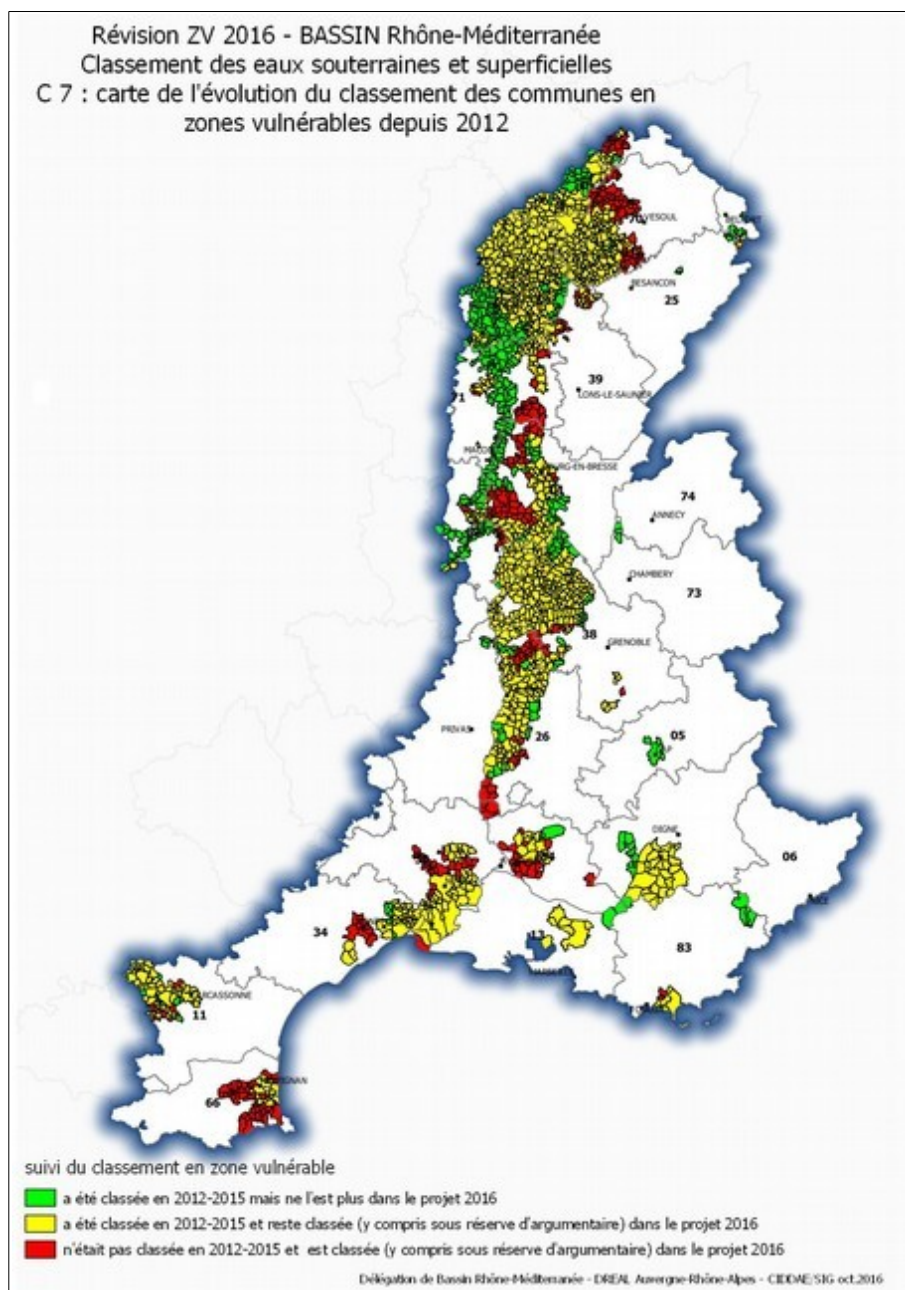 Révision ZV 2016 - BASSIN Rhône-Méditerranée
Classement des eaux souterraines et superficielles
C 7 : carte de l'évolution du classement des communes en
zones vulnérables depuis 2012
VESOUL
BESANCON
25
39
LONS-LE-SAUNIER
71
74
ANNECY
CHAMBERY
73
38
GRENOBLE
PRIVAS
26
05
DIGNE
06
34
13
83
11
66
suivi du classement en zone vulnérable
a été classée en 2012-2015 mais ne l'est plus dans le projet 2016
a été classée en 2012-2015 et reste classée (y compris sous réserve d'argumentaire) dans le projet 2016
n'était pas classée en 2012-2015 et est classée (y compris sous réserve d'argumentaire) dans le projet 2016
Délégation de Bassin Rhône-Méditerranée - DREAL Auvergne-Rhône-Alpes - CIDDAE/SIG oct.2016